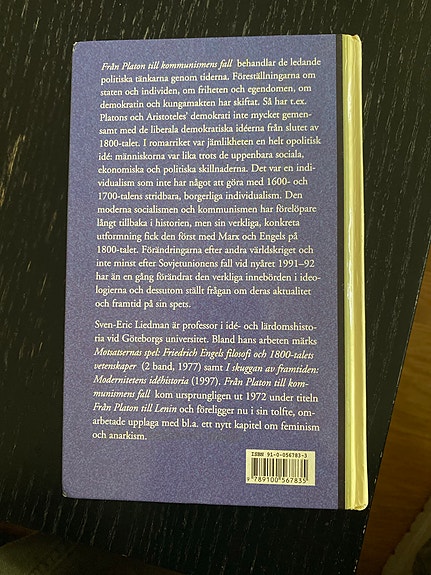 Från Platon till kommunismens fall behandlar de ledande
politiska tänkarna genom tiderna. Föreställningarna om
staten och individen, om friheten och egendomen, om
demokratin och kungamakten har skiftat. Så har t.ex.
Platons och Aristoteles' demokrati inte mycket gemen-
samt med de liberala demokratiska idéerna från slutet av
1800-talet. I romarriket var jämlikheten en helt opolitisk
idé: människorna var lika trots de uppenbara sociala,
ekonomiska och politiska skillnaderna. Det var en indi-
vidualism som inte har något att göra med 1600- och
1700-talens stridbara, borgerliga individualism. Den
moderna socialismen och kommunismen har förelöpare
långt tillbaka i historien, men sin verkliga, konkreta
utformning fick den först med Marx och Engels på
1800-talet. Förändringarna efter andra världskriget och
inte minst efter Sovjetunionens fall vid nyåret 1991–92
har än en gång förändrat den verkliga innebörden i ideo-
logierna och dessutom ställt frågan om deras aktualitet
och framtid på sin spets.
Sven-Eric Liedman är professor i idé- och lärdomshisto-
ria vid Göteborgs universitet. Bland hans arbeten märks
Motsatsernas spel: Friedrich Engels filosofi och 1800-talets
vetenskaper (2 band, 1977) samt I skuggan av framtiden:
Modernitetens idéhistoria (1997). Från Platon till kom-
munismens fall kom ursprungligen ut 1972 under titeln
Från Platon till Lenin och föreligger nu i sin tolfte, om-
arbetade upplaga med bl.a. ett nytt kapitel om feminism
och anarkism.
ISBN 91-0-056783-3
9 789100 567835